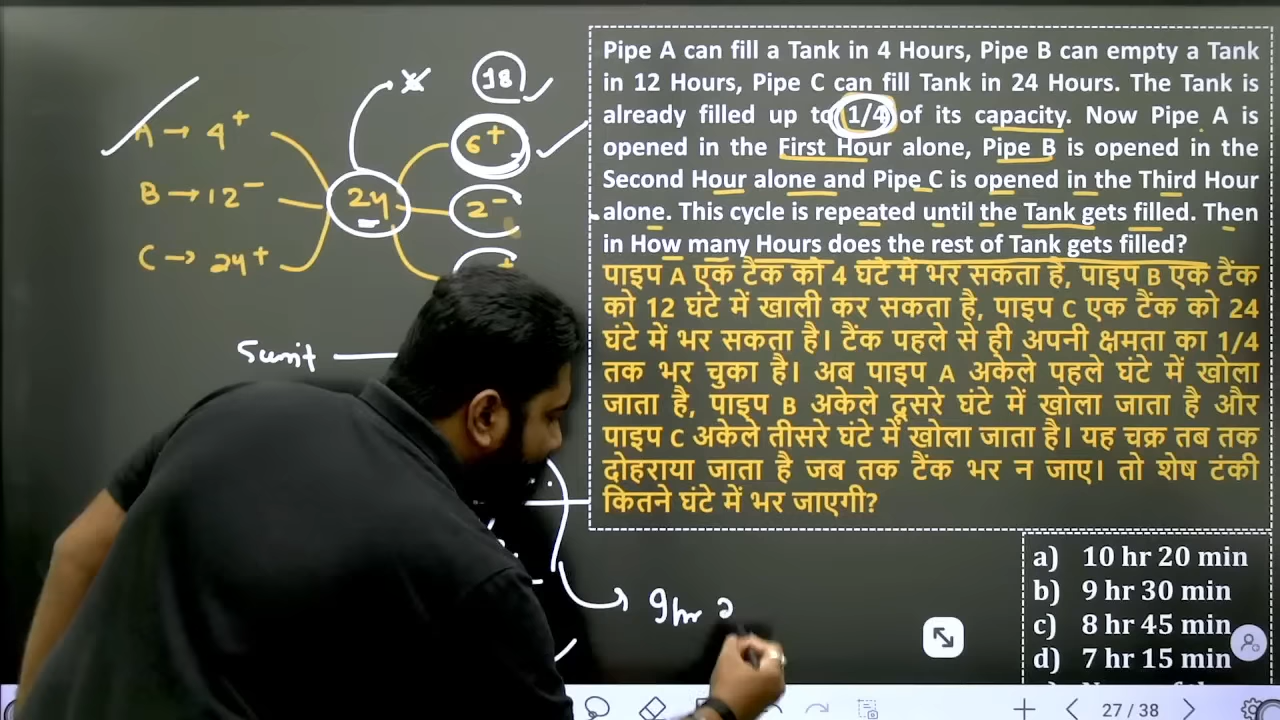 Pipe A can fill a Tank in 4 Hours, Pipe B can empty a Tank
in 12 Hours, Pipe C can fill Tank in 24 Hours. The Tank is
already filled up to 1/4 of its capacity. Now Pipe A is
opened in the First Hour alone, Pipe B is opened in the
Second Hour alone and Pipe C is opened in the Third Hour
alone. This cycle is repeated until the Tank gets filled. Then
in How many Hours does the rest of Tank gets filled?
पाइप A एक टैंक को 4 घंटे में भर सकता है, पाइप B एक टैंक
को 12 घंटे में खाली कर सकता है, पाइप C एक टैंक को 24
घंटे में भर सकता है। टैंक पहले से ही अपनी क्षमता का 1/4
तक भर चुका है। अब पाइप A अकेले पहले घंटे में खोला
जाता है, पाइप B अकेले दूसरे घंटे में खोला जाता है और
पाइप C अकेले तीसरे घंटे में खोला जाता है। यह चक्र तब तक
दोहराया जाता है जब तक टैंक भर न जाए। तो शेष टंकी
कितने घंटे में भर जाएगी?
a) 10 hr 20 min
b) 9 hr 30 min
c) 8 hr 45 min
d) 7 hr 15 min
18
A → 4+
6+
B → 12-
24
2-
C → 24+
5unit
9hr
27 / 38